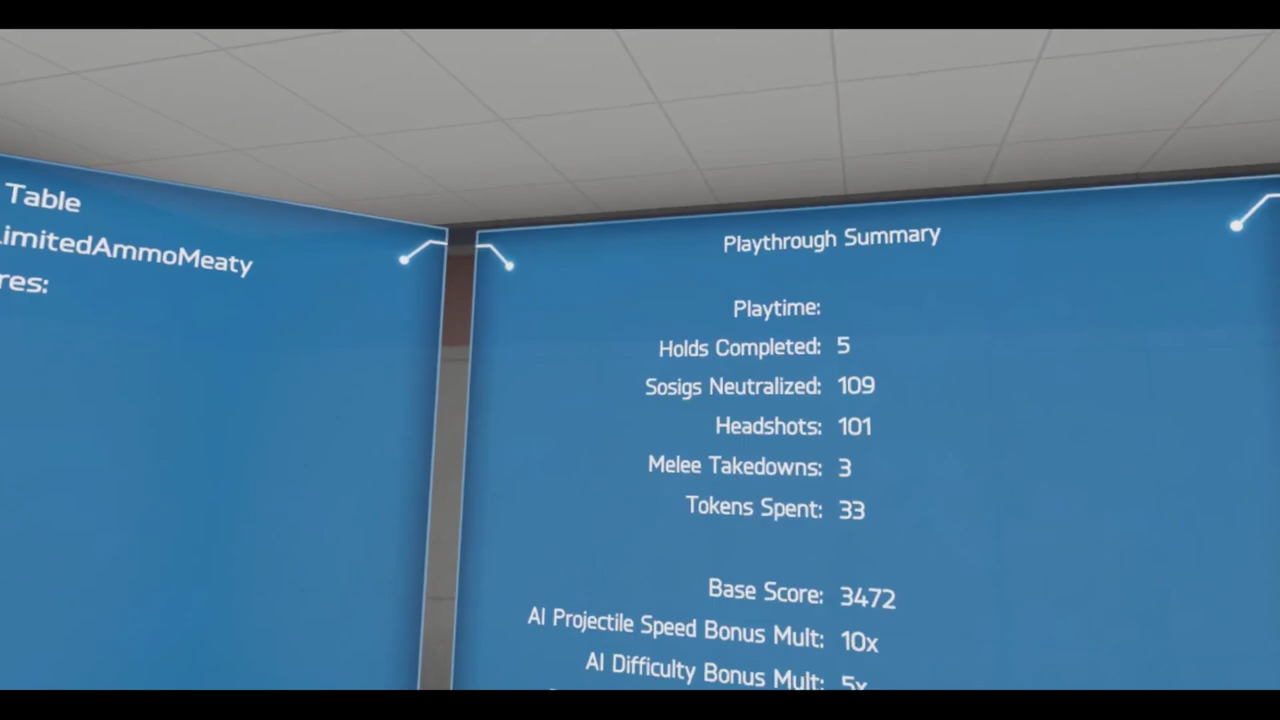 Table
LimitedAmmoMeaty
res:
Playthrough Summary
Playtime:
Holds Completed: 5
Sosigs Neutralized: 109
Headshots: 101
Melee Takedowns: 3
Tokens Spent: 33
Base Score: 3472
AI Projectile Speed Bonus Mult: 10x
AI Difficulty Bonus Mult: 5x